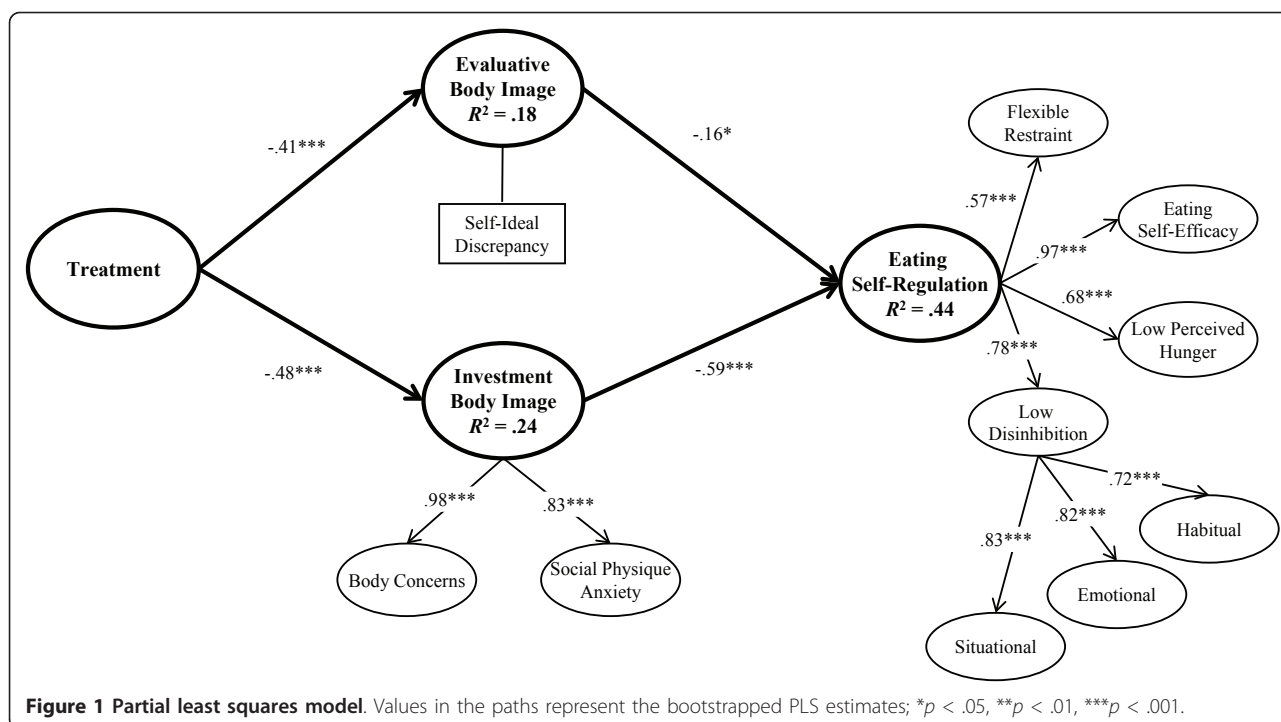 Evaluative
Body Image
R² = .18
-.41***
-.16*
Self-Ideal
Discrepancy
Treatment
-.48***
Investment
Body Image
R² = .24
-.59***
.98***
.83***
Body Concerns
Social Physique
Anxiety
Eating
Self-Regulation
R² = .44
Flexible
Restraint
.57***
Eating
Self-Efficacy
.97***
.68***
Low Perceived
Hunger
.78***
Low
Disinhibition
.72***
Habitual
.82***
Emotional
.83***
Situational
Figure 1 Partial least squares model. Values in the paths represent the bootstrapped PLS estimates; *p < .05, **p < .01, ***p < .001.